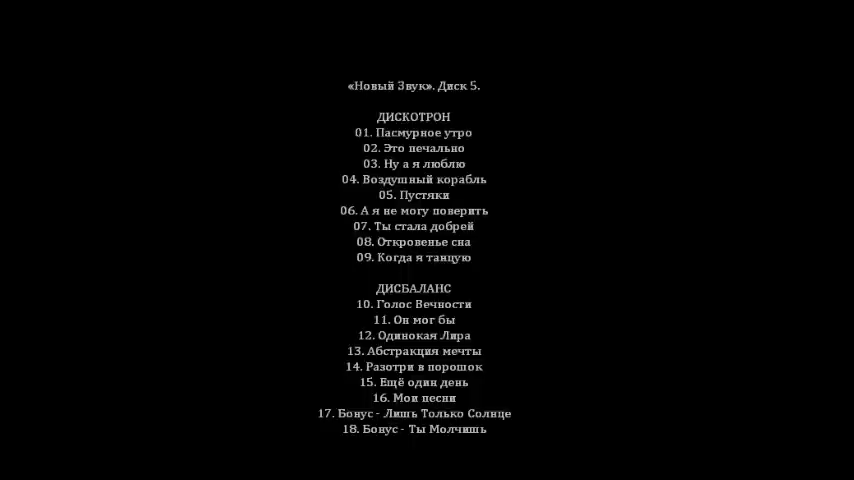 «Новый Звук». Диск 5.
ДИСКОТРОН
01. Пасмурное утро
02. Это печально
03. Ну а я люблю
04. Воздушный корабль
05. Пустяки
06. А я не могу поверить
07. Ты стала добрей
08. Откровенье сна
09. Когда я танцую
ДИСБАЛАНС
10. Голос Вечности
11. Он мог бы
12. Одинокая Лира
13. Абстракция мечты
14. Разотри в порошок
15. Ещё один день
16. Мои песни
17. Бонус - Лишь Только Солнце
18. Бонус - Ты Молчишь